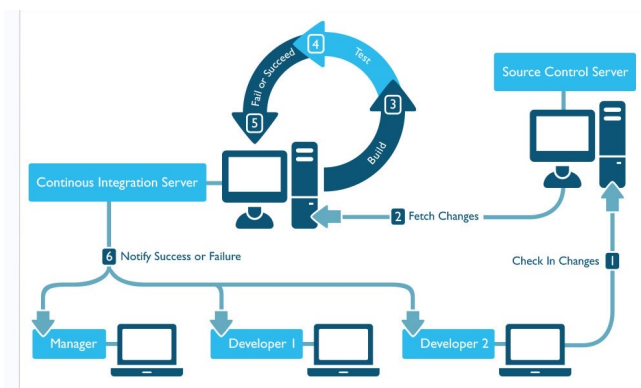 4
Test
Fail or Succeed
Source Control Server
3
5
Build
Continous Integration Server
2 Fetch Changes
6 Notify Success or Failure
Check In Changes 1
Manager
Developer 1
Developer 2